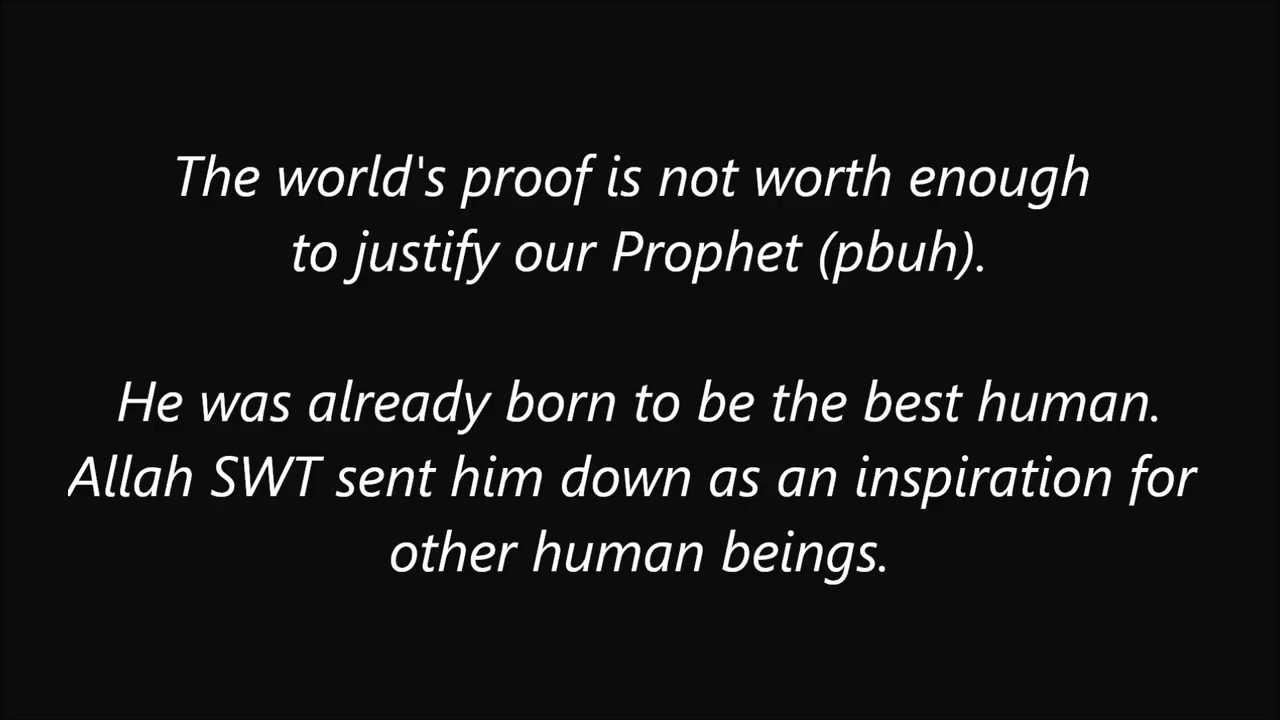 The world's proof is not worth enough
to justify our Prophet (pbuh).
He was already born to be the best human.
Allah SWT sent him down as an inspiration for
other human beings.